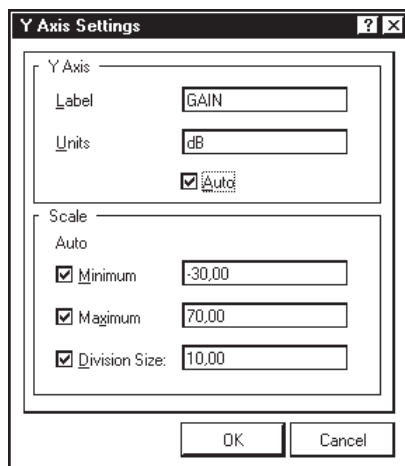 Y Axis Settings
Y Axis
Label GAIN
Units dB
Auto
Scale
Auto
Minimum -30,00
Maximum 70,00
Division Size: 10,00
OK Cancel